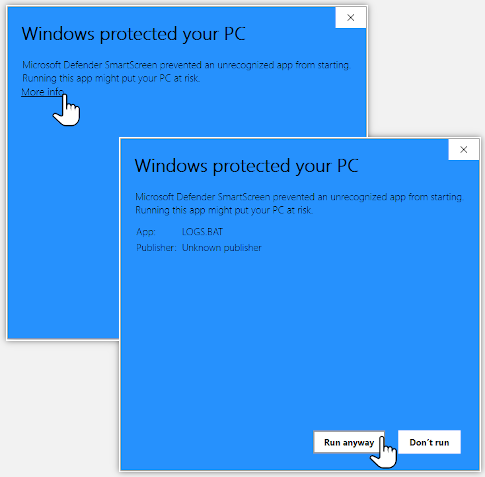 Windows protected your PC
Microsoft Defender SmartScreen prevented an unrecognized app from starting.
Running this app might put your PC at risk.
More info
Windows protected your PC
Microsoft Defender SmartScreen prevented an unrecognized app from starting.
Running this app might put your PC at risk.
App: LOGS.BAT
Publisher: Unknown publisher
Run anyway Don't run